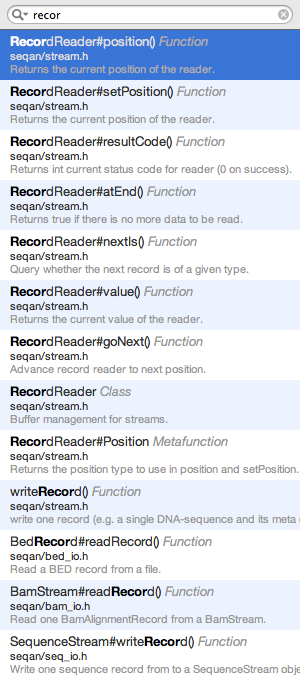 recor
RecordReader#position() Function
seqan/stream.h
Returns the current position of the reader.
RecordReader#setPosition() Function
seqan/stream.h
Returns the current position of the reader.
RecordReader#resultCode() Function
seqan/stream.h
Returns int current status code for reader (0 on success).
RecordReader#atEnd() Function
seqan/stream.h
Returns true if there is no more data to be read.
RecordReader#nextIs() Function
seqan/stream.h
Query whether the next record is of a given type.
RecordReader#value() Function
seqan/stream.h
Returns the current value of the reader.
RecordReader#goNext() Function
seqan/stream.h
Advance record reader to next position.
RecordReader Class
seqan/stream.h
Buffer management for streams.
RecordReader#Position Metafunction
seqan/stream.h
Returns the position type to use in position and setPosition.
writeRecord() Function
seqan/stream.h
write one record (e.g. a single DNA-sequence and its meta
BedRecord#readRecord() Function
seqan/bed_io.h
Read a BED record from a file.
BamStream#readRecord() Function
seqan/bam_io.h
Read one BamAlignmentRecord from a BamStream.
SequenceStream#writeRecord() Function
seqan/seq_io.h
Write one sequence record from to a SequenceStream obje